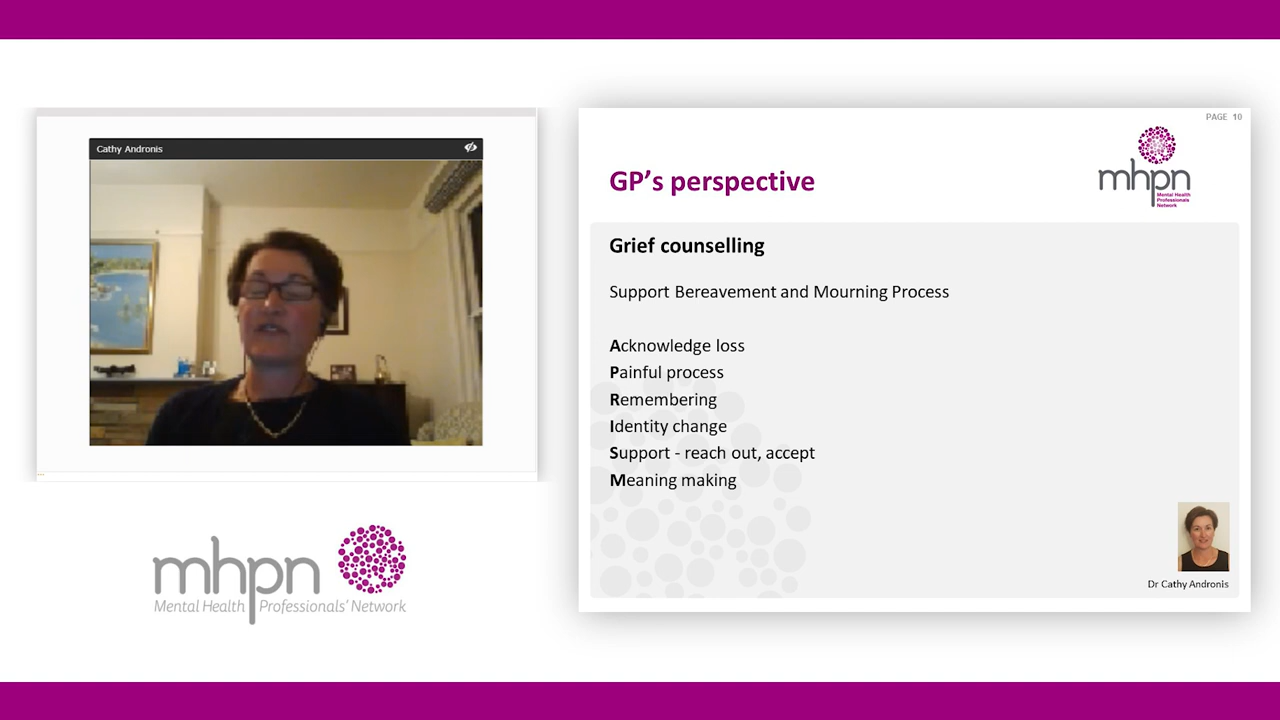 Cathy Andronis
mhpn
Mental Health Professionals' Network
PAGE 10
GP's perspective
mhpn
Mental Health
Professionals
Network
Grief counselling
Support Bereavement and Mourning Process
Acknowledge loss
Painful process
Remembering
Identity change
Support - reach out, accept
Meaning making
Dr Cathy Andronis